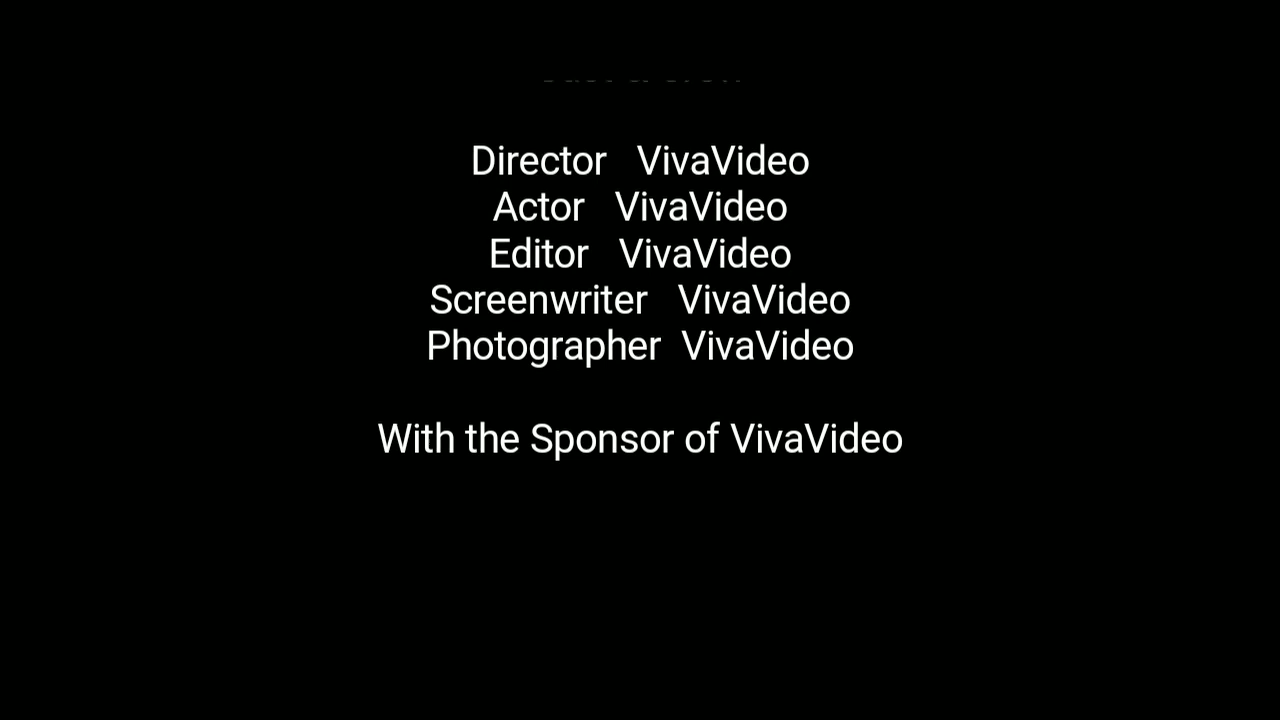 Director VivaVideo
Actor VivaVideo
Editor VivaVideo
Screenwriter VivaVideo
Photographer VivaVideo
With the Sponsor of VivaVideo